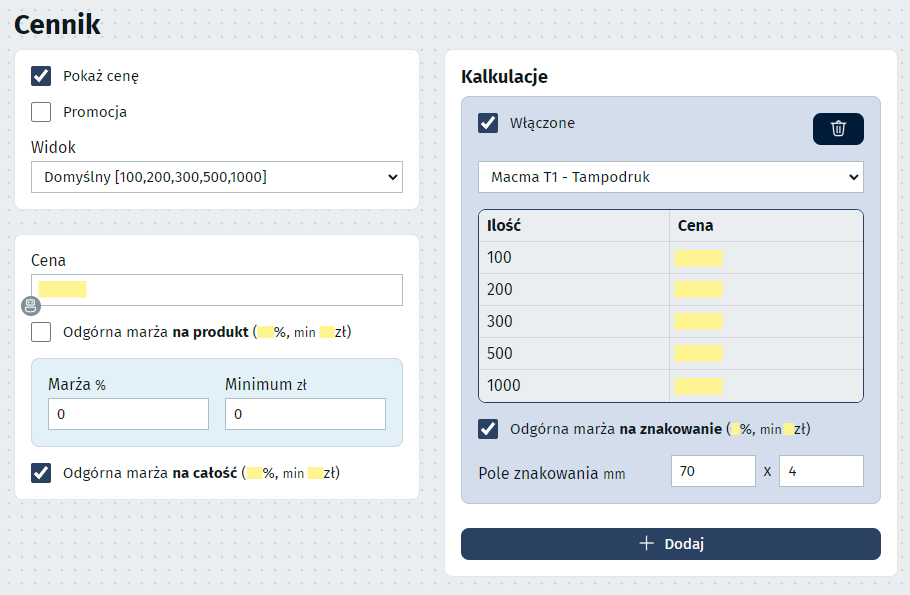 Cennik
Pokaż cenę
Promocja
Widok
Domyślny [100,200,300,500,1000]
Cena
Odgórna marża na produkt ( %, min zł)
Marża %
Minimum zł
0
0
Odgórna marża na całość ( %, min zł)
Kalkulacje
Włączone
Macma T1 - Tampodruk
Ilość Cena
100
200
300
500
1000
Odgórna marża na znakowanie ( %, min zł)
Pole znakowania mm 70 x 4
Dodaj